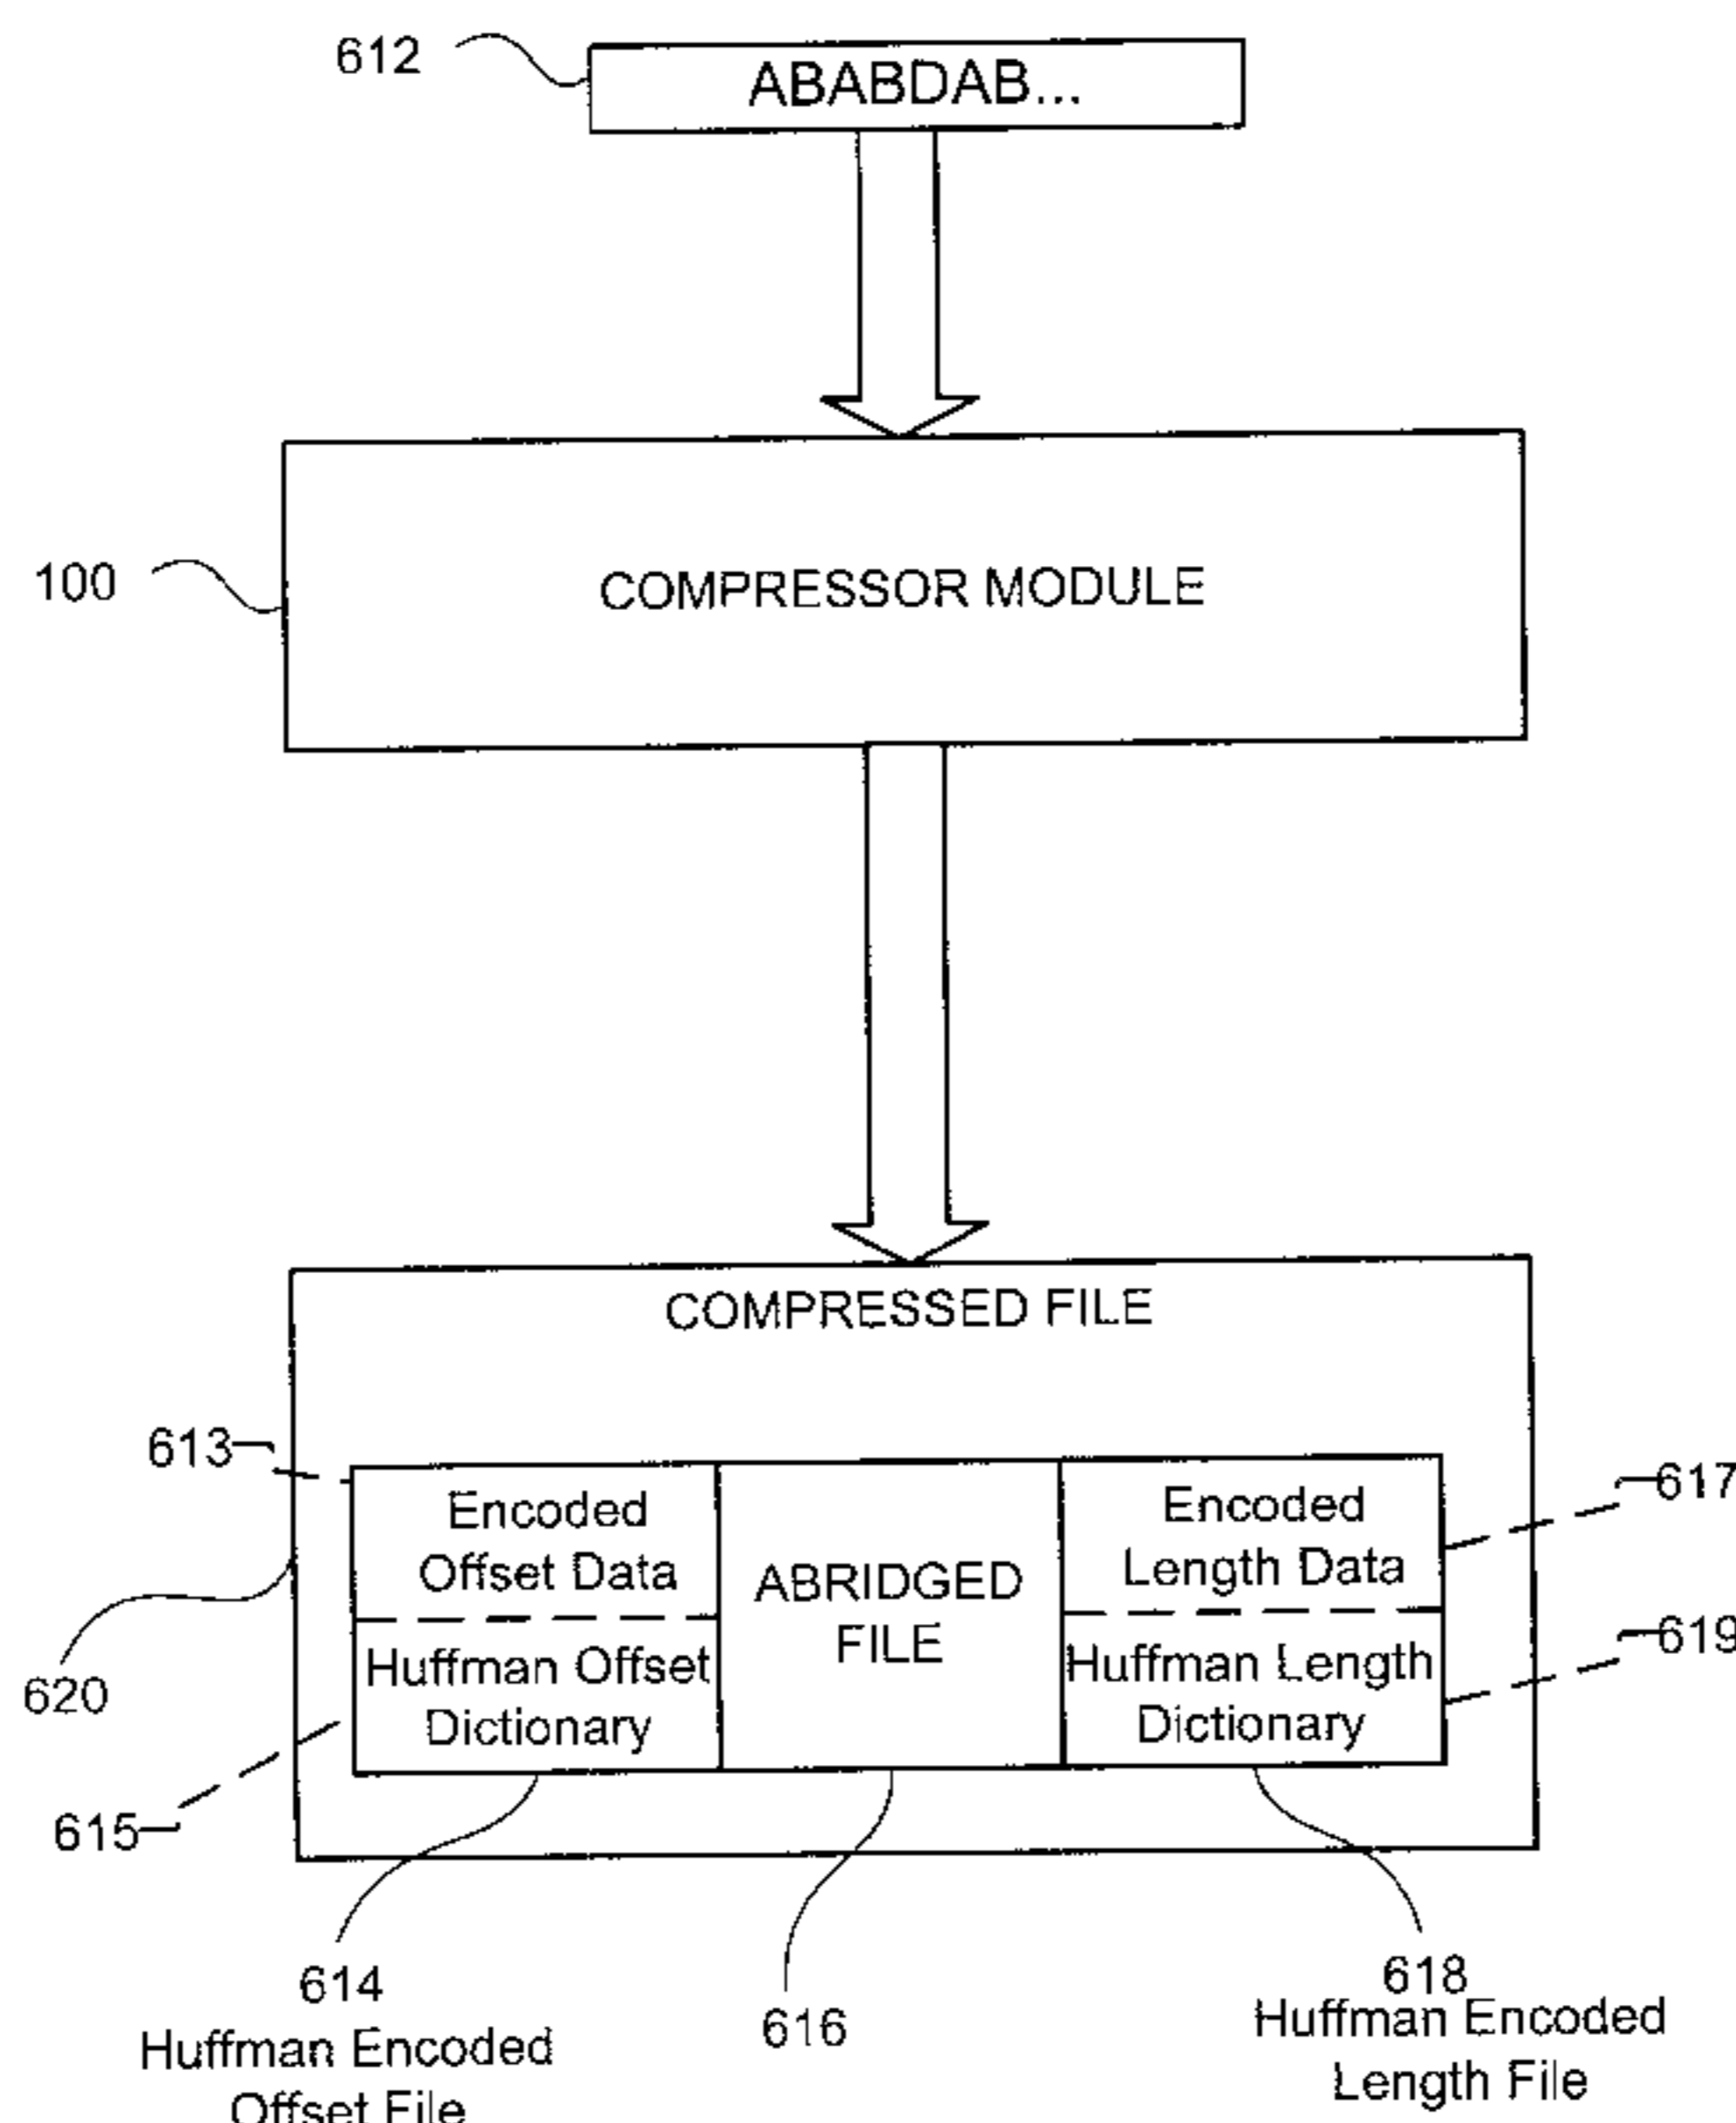 612
ABABDAB...
100
COMPRESSOR MODULE
COMPRESSED FILE
613
Encoded
Offset Data
ABRIDGED
FILE
Encoded
Length Data
617
Huffman Offset
Dictionary
Huffman Length
Dictionary
619
620
615
614
Huffman Encoded
Offset File
616
618
Huffman Encoded
Length File